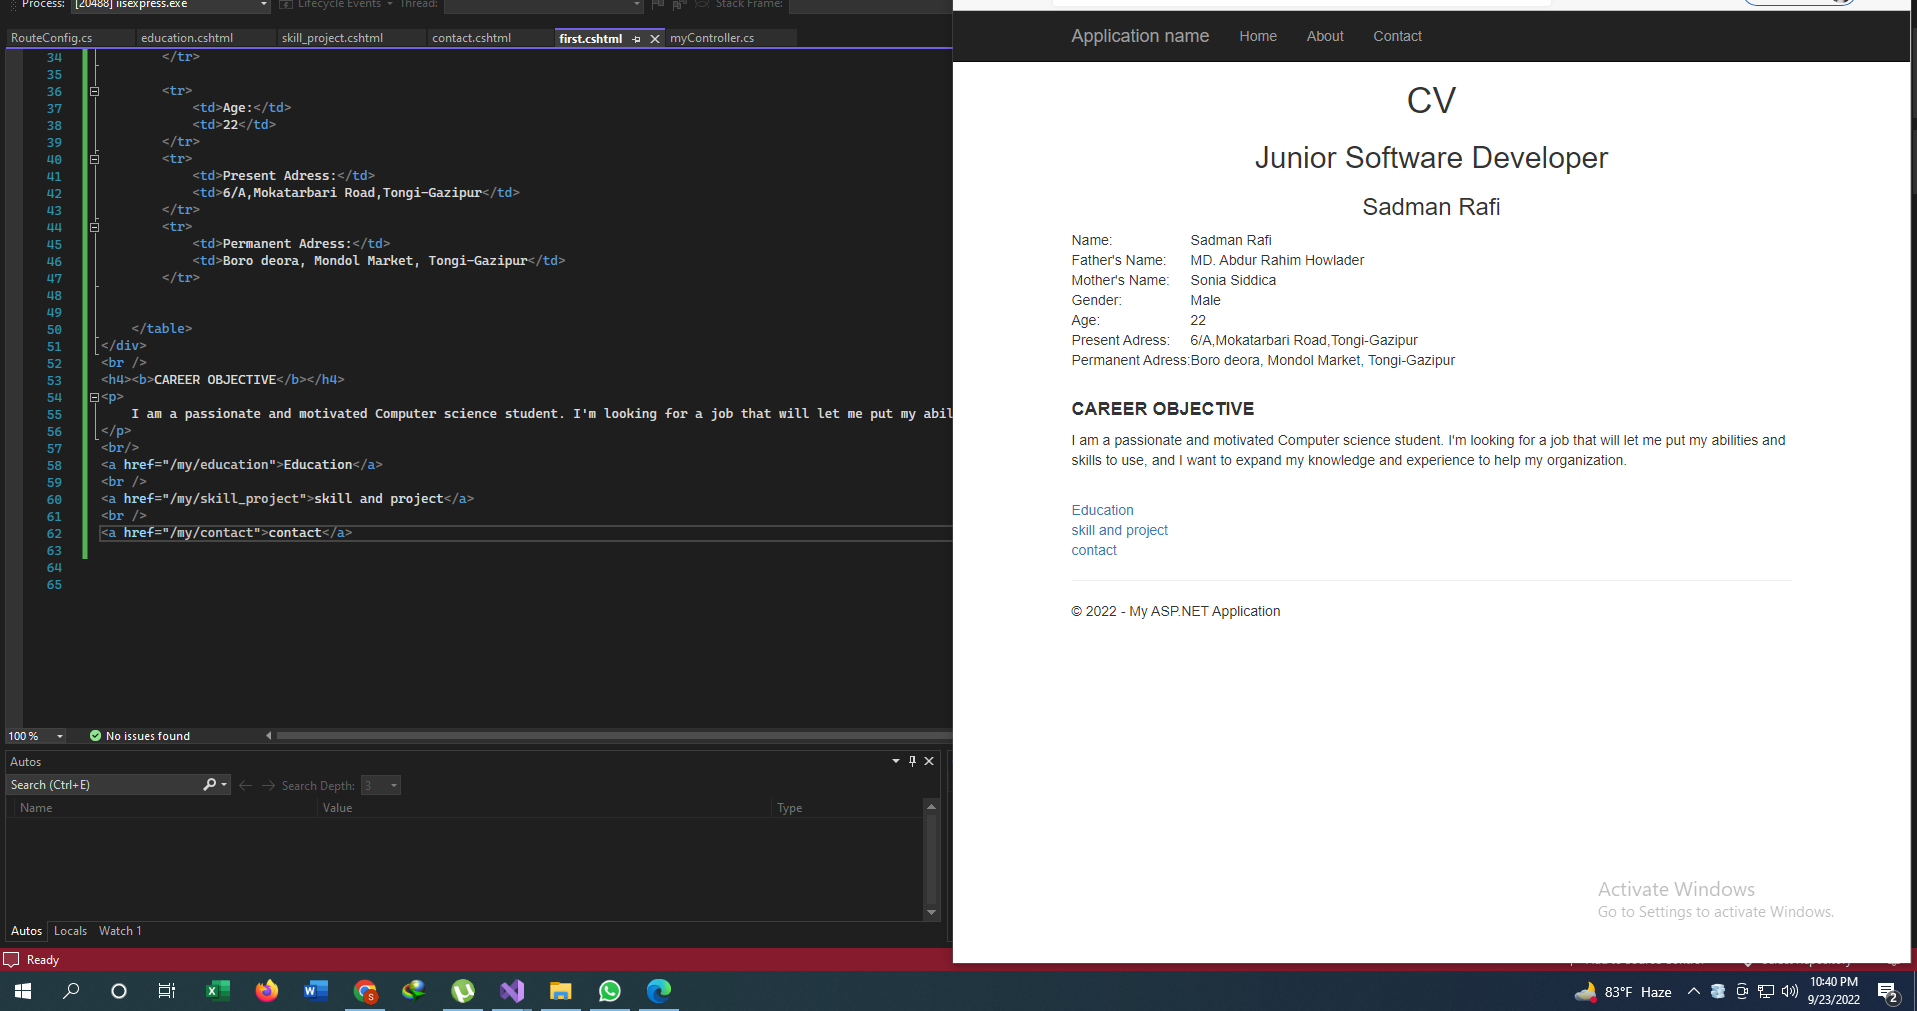 Process: [20488] iisexpress.exe Lifecycle Events Thread: Stack Frame:
RouteConfig.cs education.cshtml skill_project.cshtml contact.cshtml first.cshtml myController.cs
34 </tr>
35
36 <tr>
37 <td>Age:</td>
38 <td>22</td>
39 </tr>
40 <tr>
41 <td>Present Adress:</td>
42 <td>6/A,Mokatarbari Road,Tongi-Gazipur</td>
43 </tr>
44 <tr>
45 <td>Permanent Adress:</td>
46 <td>Boro deora, Mondol Market, Tongi-Gazipur</td>
47 </tr>
48
49
50 </table>
51 </div>
52 <br />
53 <h4><b>CAREER OBJECTIVE</b></h4>
54 <p>
55 I am a passionate and motivated Computer science student. I'm looking for a job that will let me put my abil
56 </p>
57 <br/>
58 <a href="/my/education">Education</a>
59 <br />
60 <a href="/my/skill_project">skill and project</a>
61 <br />
62 <a href="/my/contact">contact</a>
63
64
65
100 % No issues found
Autos
Search (Ctrl+E) Search Depth: 3
Name Value Type
Autos Locals Watch 1
Ready
Application name Home About Contact
CV
Junior Software Developer
Sadman Rafi
Name: Sadman Rafi
Father's Name: MD. Abdur Rahim Howlader
Mother's Name: Sonia Siddica
Gender: Male
Age: 22
Present Adress: 6/A,Mokatarbari Road,Tongi-Gazipur
Permanent Adress:Boro deora, Mondol Market, Tongi-Gazipur
CAREER OBJECTIVE
I am a passionate and motivated Computer science student. I'm looking for a job that will let me put my abilities and
skills to use, and I want to expand my knowledge and experience to help my organization.
Education
skill and project
contact
© 2022 - My ASP.NET Application
Activate Windows
Go to Settings to activate Windows.
S
83°F Haze
10:40 PM
9/23/2022
2